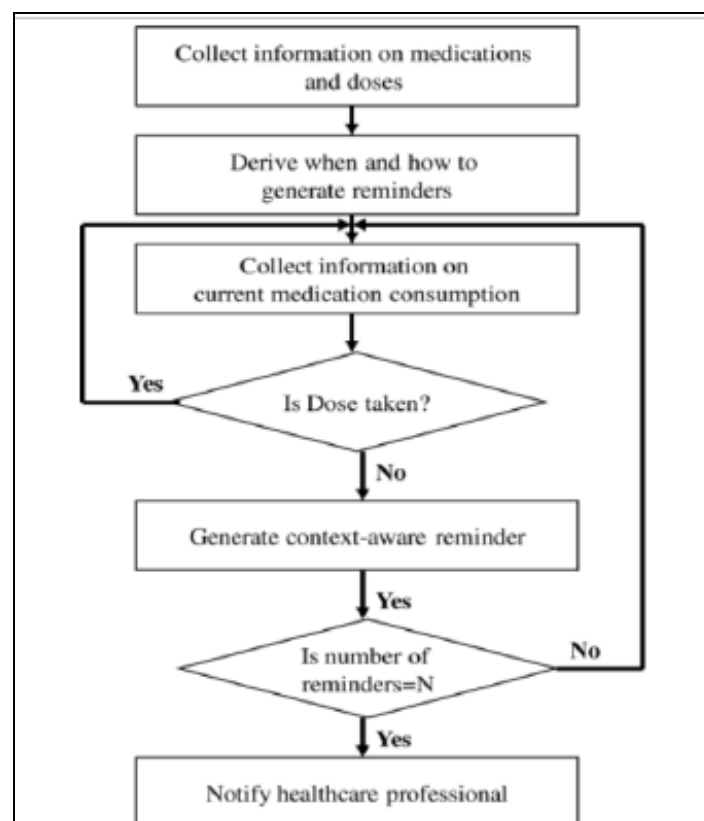 Collect information on medications
and doses
Derive when and how to
generate reminders
Collect information on
current medication consumption
Yes
Is Dose taken?
No
Generate context-aware reminder
Yes
Is number of
reminders=N
No
Yes
Notify healthcare professional